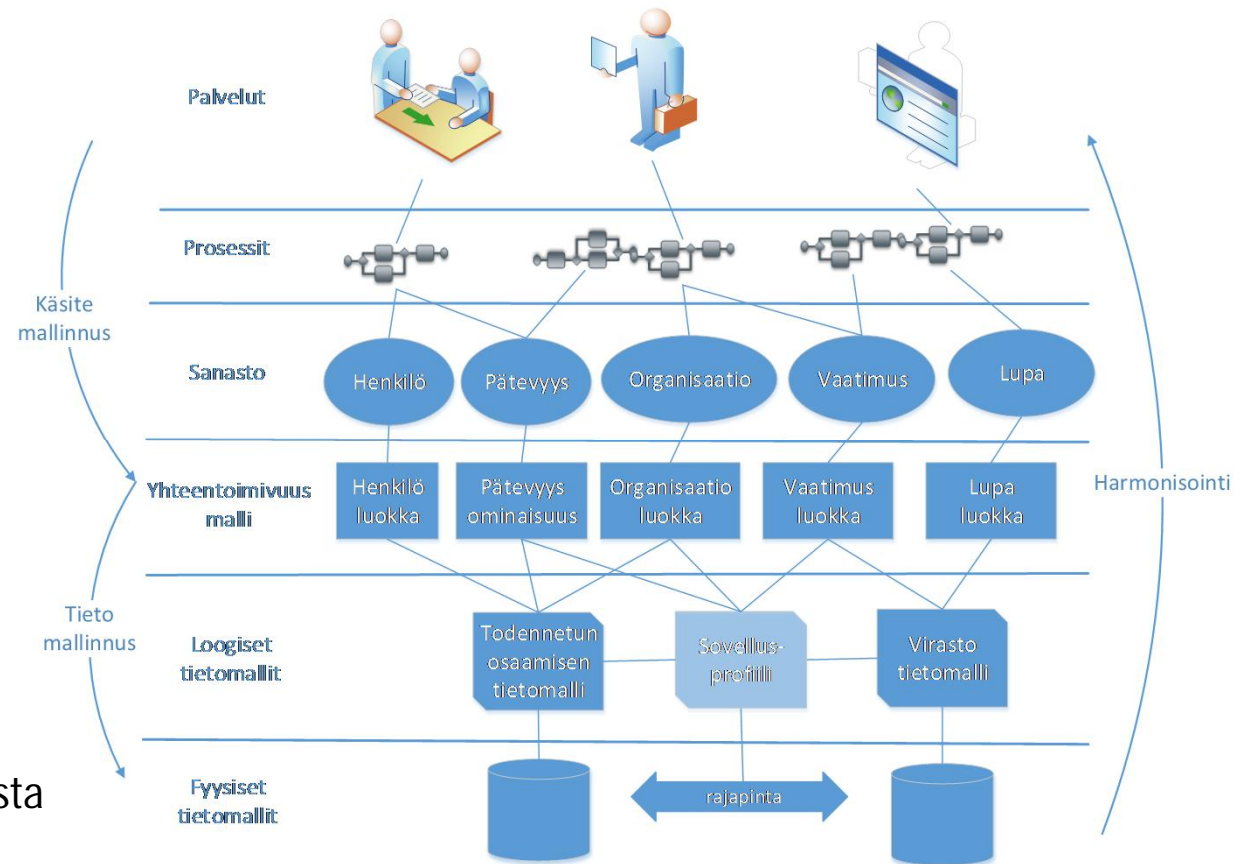 Palvelut
Prosessit
Käsite
mallinnus
Sanasto
Henkilö
Pätevyys
Organisaatio
Vaatimus
Lupa
Yhteentoimivuus
malli
Henkilö
luokka
Pätevyys
ominaisuus
Organisaatio
luokka
Vaatimus
luokka
Lupa
luokka
Harmonisointi
Tieto
mallinnus
Loogiset
tietomallit
Todennetun
osaamisen
tietomalli
Sovellus-
profiili
Virasto
tietomalli
sta
Fyysiset
tietomallit
rajapinta